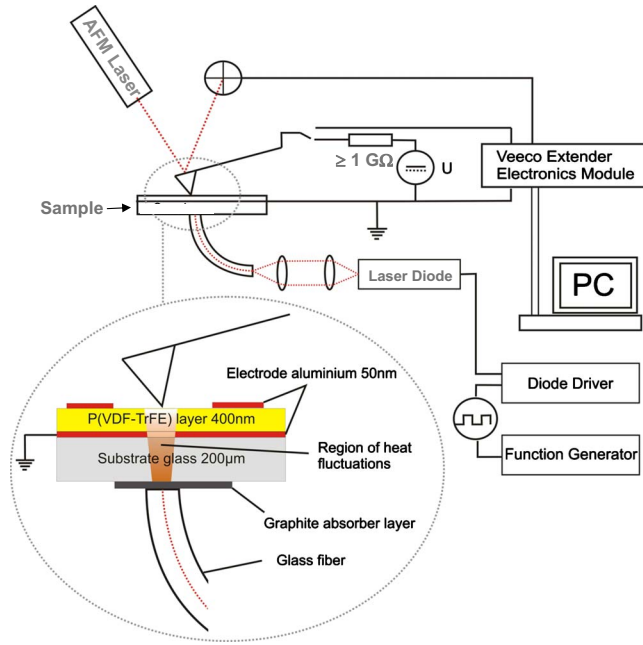 AFM Laser
≥ 1 GΩ
U
Veeco Extender
Electronics Module
Sample
Laser Diode
PC
Diode Driver
Function Generator
Electrode aluminium 50nm
P(VDF-TrFE) layer 400nm
Region of heat
fluctuations
Substrate glass 200µm
Graphite absorber layer
Glass fiber